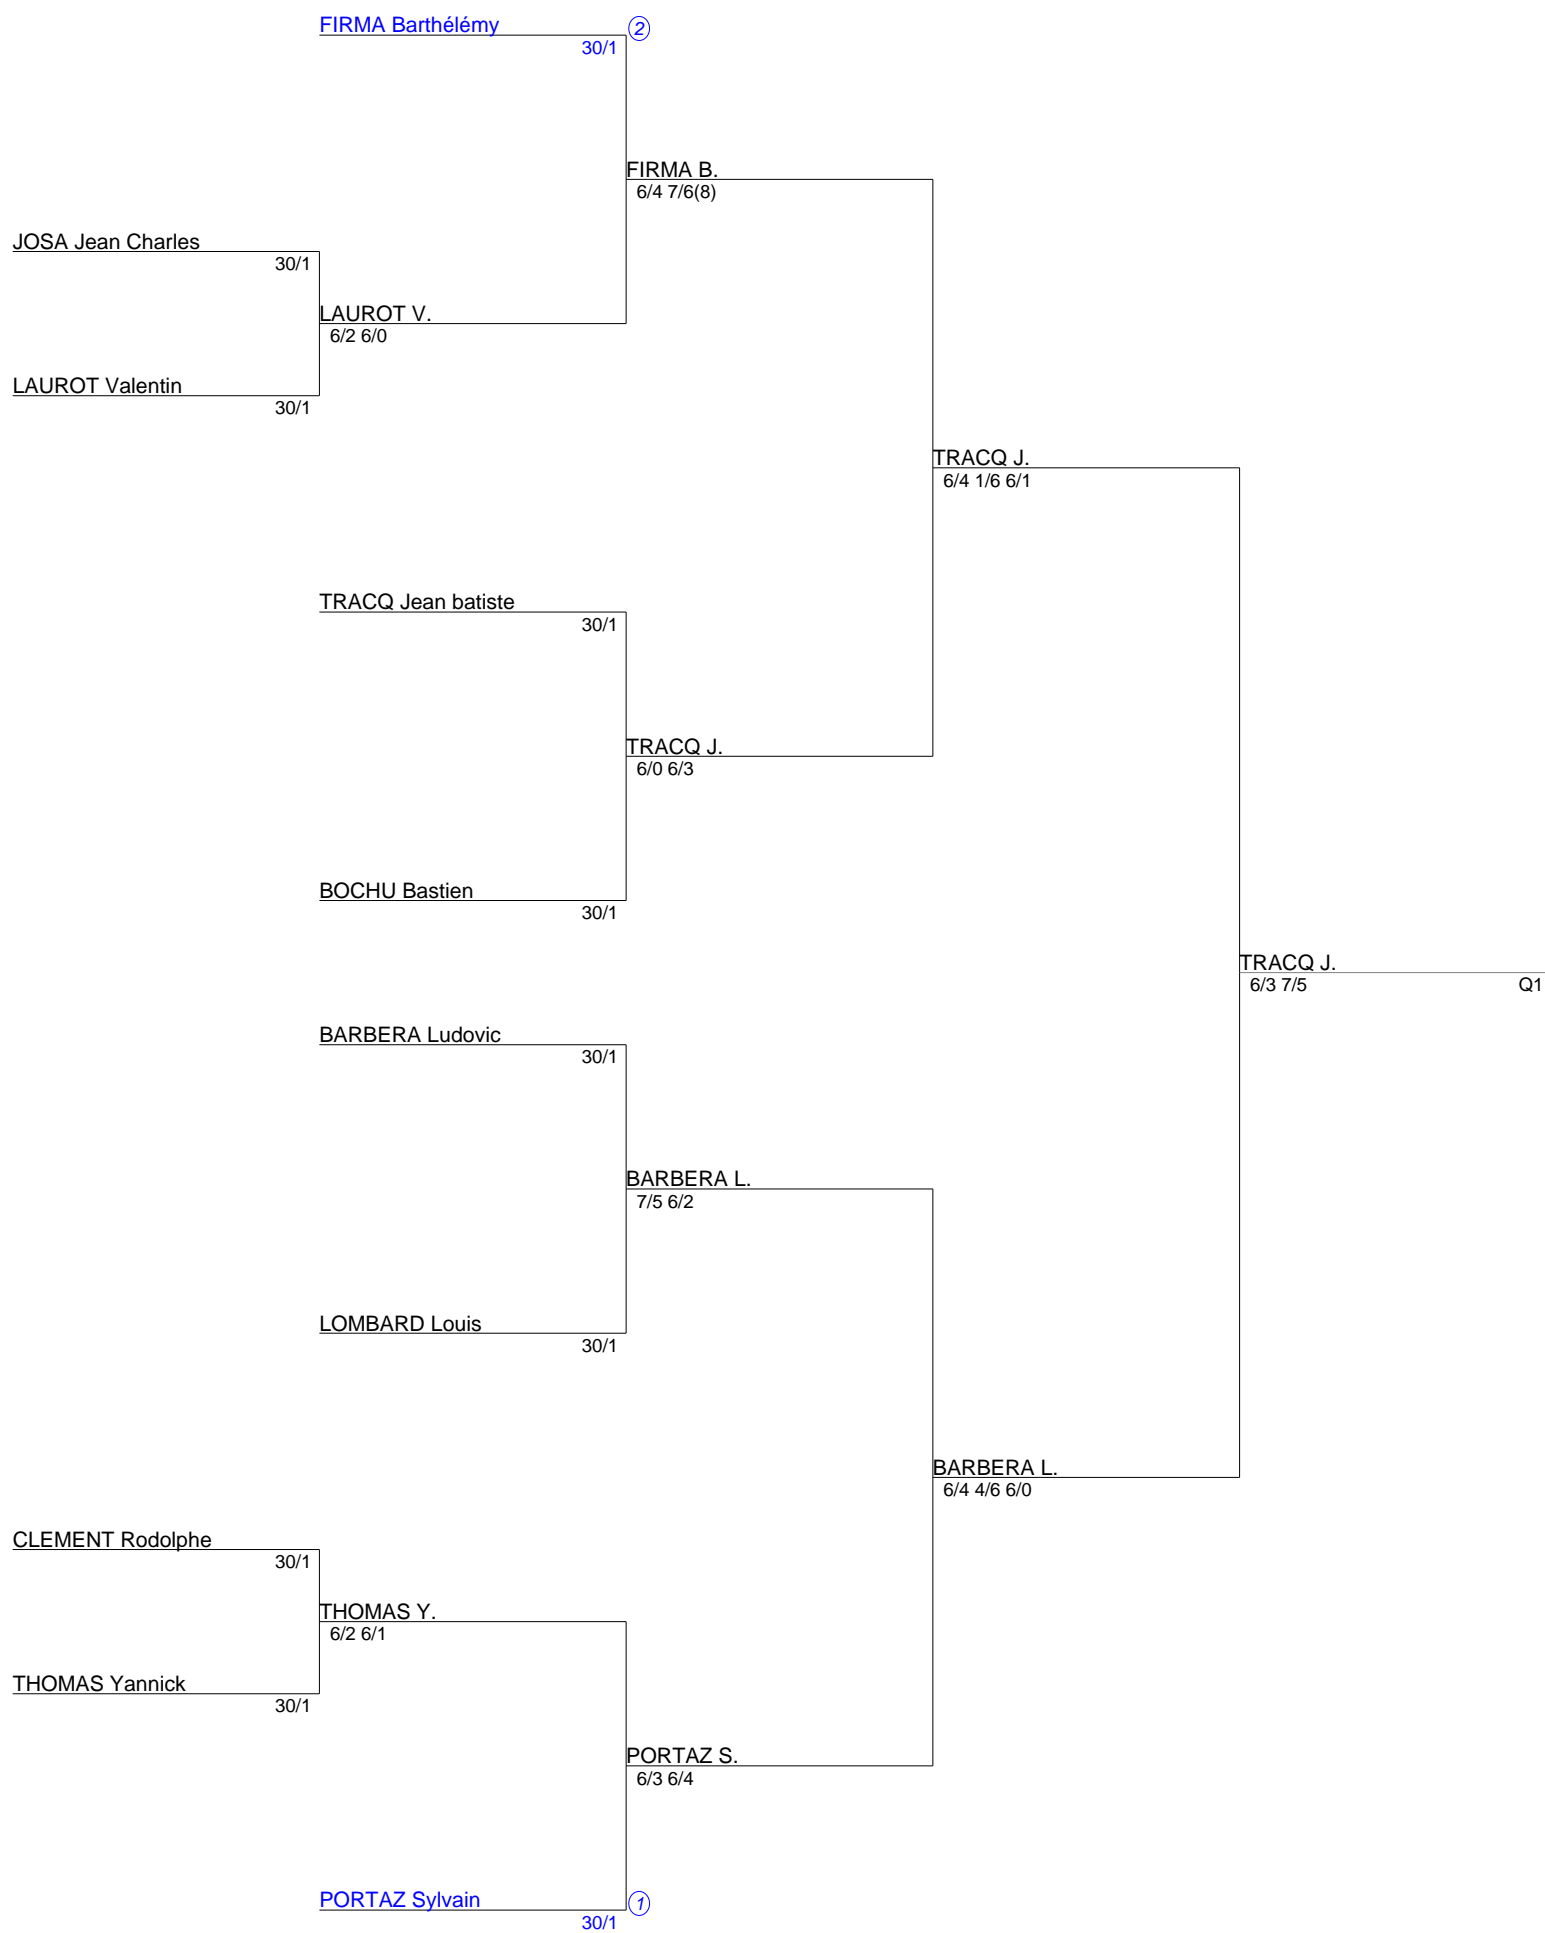 FIRMA Barthélémy
2
30/1
FIRMA B.
6/4 7/6(8)
JOSA Jean Charles
30/1
LAUROT V.
6/2 6/0
LAUROT Valentin
30/1
TRACQ J.
6/4 1/6 6/1
TRACQ Jean batiste
30/1
TRACQ J.
6/0 6/3
BOCHU Bastien
30/1
TRACQ J.
6/3 7/5
Q1
BARBERA Ludovic
30/1
BARBERA L.
7/5 6/2
LOMBARD Louis
30/1
BARBERA L.
6/4 4/6 6/0
CLEMENT Rodolphe
30/1
THOMAS Y.
6/2 6/1
THOMAS Yannick
30/1
PORTAZ S.
6/3 6/4
PORTAZ Sylvain
1
30/1